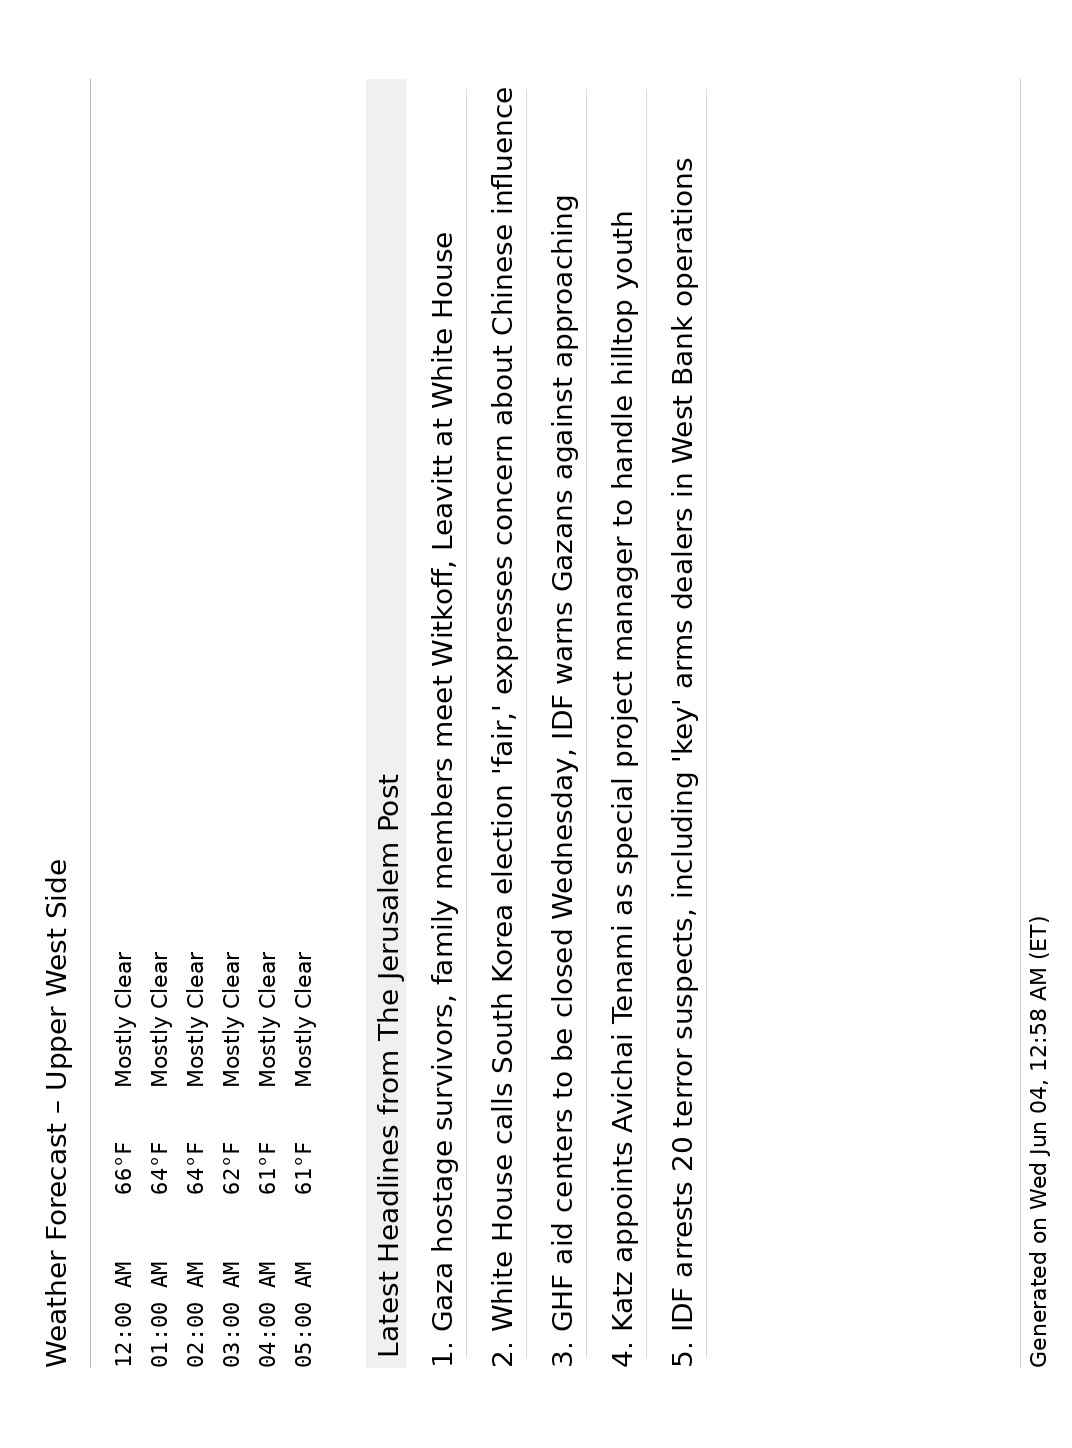 Weather Forecast – Upper West Side
12:00 AM 66°F Mostly Clear
01:00 AM 64°F Mostly Clear
02:00 AM 64°F Mostly Clear
03:00 AM 62°F Mostly Clear
04:00 AM 61°F Mostly Clear
05:00 AM 61°F Mostly Clear
Latest Headlines from The Jerusalem Post
1. Gaza hostage survivors, family members meet Witkoff, Leavitt at White House
2. White House calls South Korea election 'fair,' expresses concern about Chinese influence
3. GHF aid centers to be closed Wednesday, IDF warns Gazans against approaching
4. Katz appoints Avichai Tenami as special project manager to handle hilltop youth
5. IDF arrests 20 terror suspects, including 'key' arms dealers in West Bank operations
Generated on Wed Jun 04, 12:58 AM (ET)